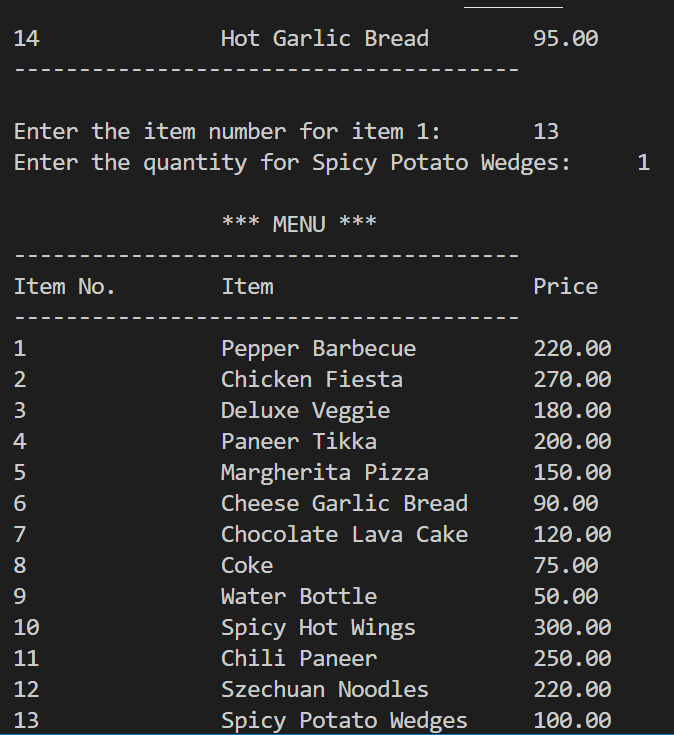 14 Hot Garlic Bread 95.00
---------------------------------------
Enter the item number for item 1: 13
Enter the quantity for Spicy Potato Wedges: 1
*** MENU ***
---------------------------------------
Item No. Item Price
---------------------------------------
1 Pepper Barbecue 220.00
2 Chicken Fiesta 270.00
3 Deluxe Veggie 180.00
4 Paneer Tikka 200.00
5 Margherita Pizza 150.00
6 Cheese Garlic Bread 90.00
7 Chocolate Lava Cake 120.00
8 Coke 75.00
9 Water Bottle 50.00
10 Spicy Hot Wings 300.00
11 Chili Paneer 250.00
12 Szechuan Noodles 220.00
13 Spicy Potato Wedges 100.00